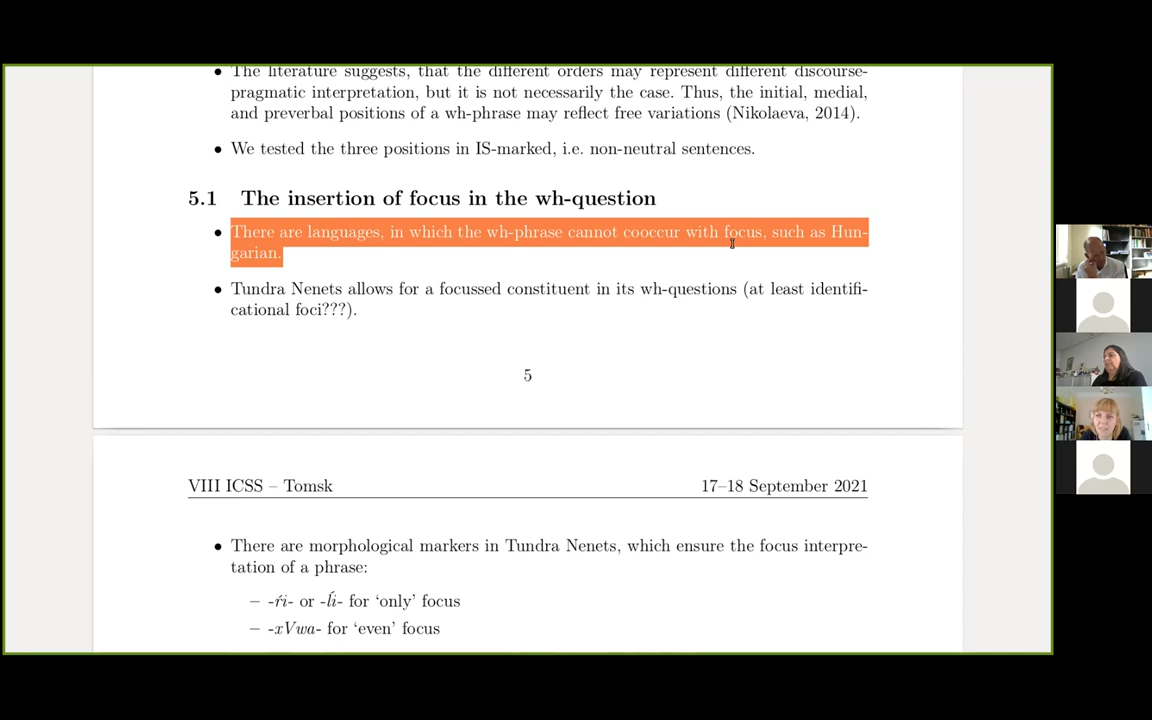 The literature suggests, that the different orders may represent different discourse-
pragmatic interpretation, but it is not necessarily the case. Thus, the initial, medial,
and preverbal positions of a wh-phrase may reflect free variations (Nikolaeva, 2014).
We tested the three positions in IS-marked, i.e. non-neutral sentences.
5.1 The insertion of focus in the wh-question
There are languages, in which the wh-phrase cannot cooccur with focus, such as Hun-
garian.
Tundra Nenets allows for a focussed constituent in its wh-questions (at least identifi-
cational foci???).
5
VIII ICSS – Tomsk 17–18 September 2021
There are morphological markers in Tundra Nenets, which ensure the focus interpre-
tation of a phrase:
– -ŕi- or -ĺi- for ‘only’ focus
– -xVwa- for ‘even’ focus